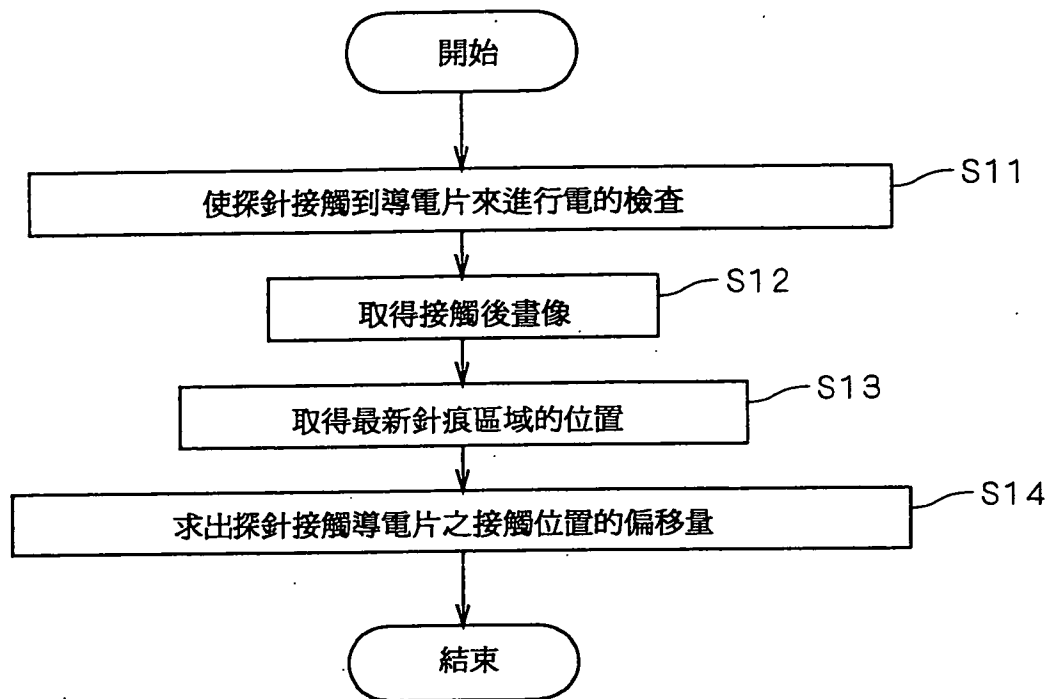 開始
使探針接觸到導電片來進行電的檢查
S11
取得接觸後畫像
S12
取得最新針痕區域的位置
S13
求出探針接觸導電片之接觸位置的偏移量
S14
結束